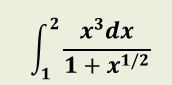 ∫₁² x³dx / (1 + x^{1/2})